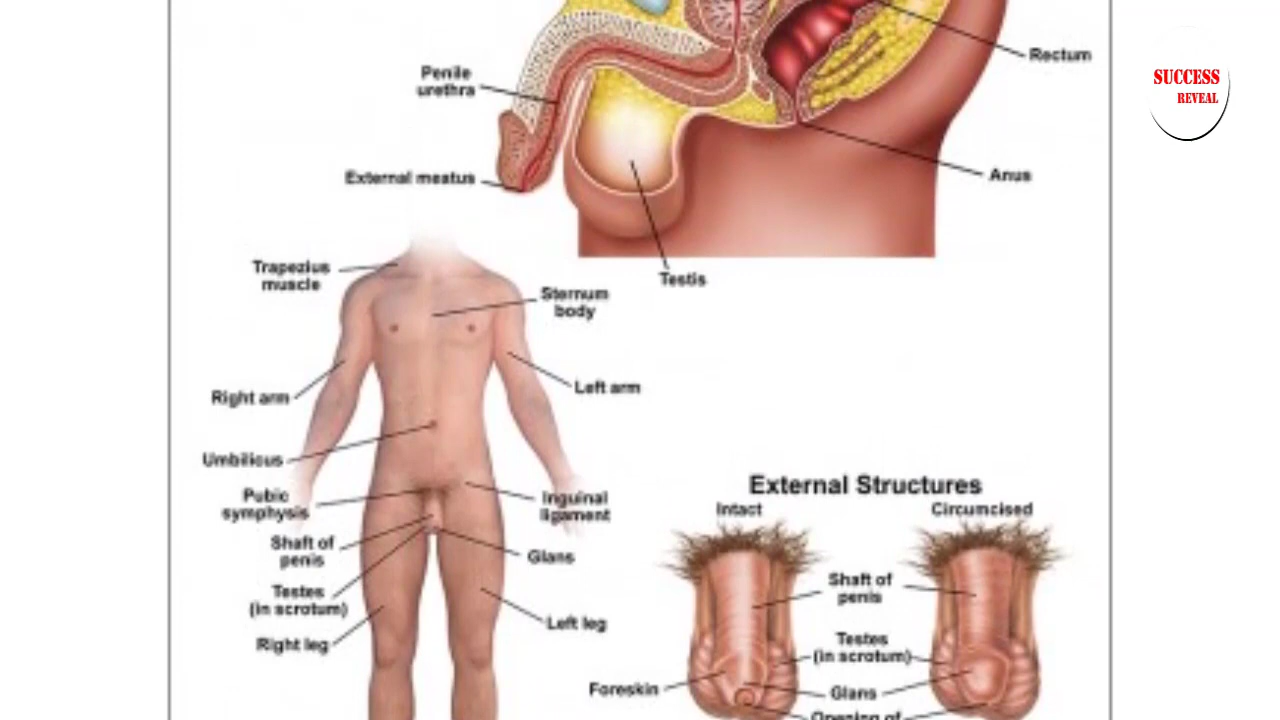 SUCCESS
REVEAL
Rectum
Penile
urethra
Anus
External meatus
Testis
Trapezius
muscle
Sternum
body
Right arm
Left arm
Umbilicus
Pubic
symphysis
Inguinal
ligament
Shaft of
penis
Glans
Testes
(in scrotum)
Left leg
Right leg
External Structures
Intact
Circumcised
Shaft of
penis
Testes
(in scrotum)
Foreskin
Glans
Opening of